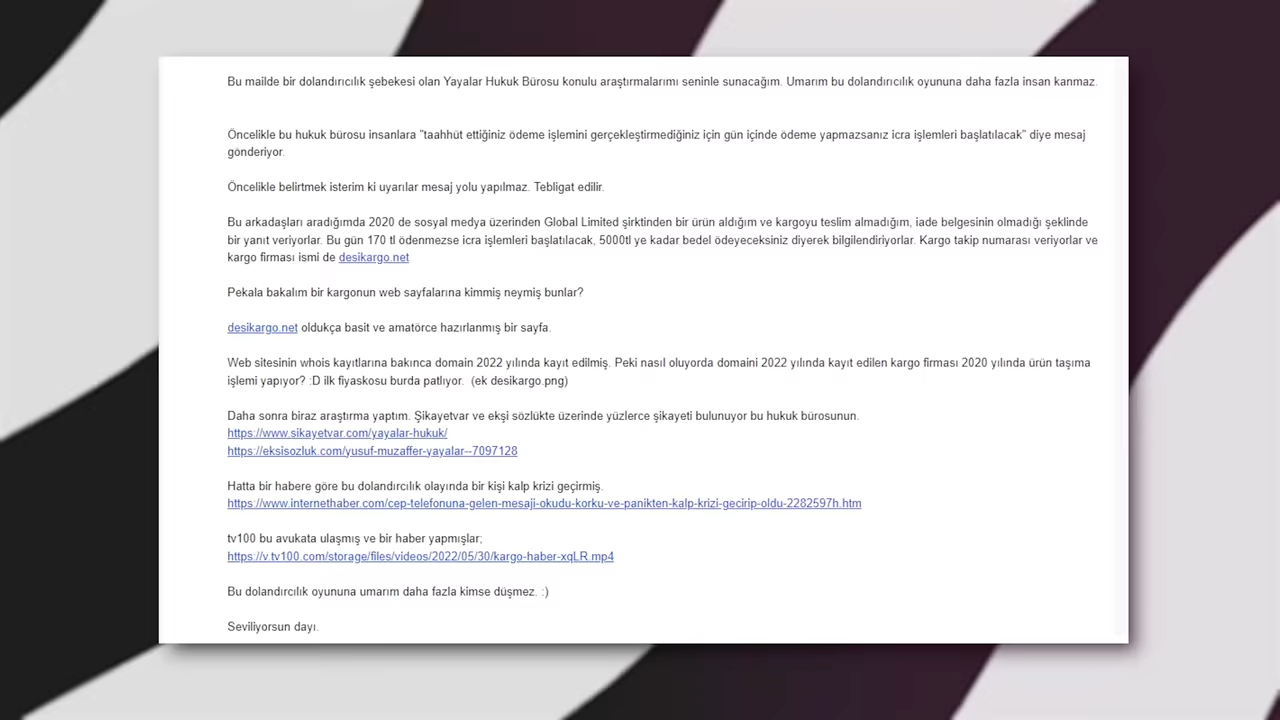 Bu mailde bir dolandırıcılık şebekesi olan Yayalar Hukuk Bürosu konulu araştırmalarımı seninle sunacağım. Umarım bu dolandırıcılık oyununa daha fazla insan kanmaz.
Öncelikle bu hukuk bürosu insanlara "taahhüt ettiğiniz ödeme işlemini gerçekleştirmediğiniz için gün içinde ödeme yapmazsanız icra işlemleri başlatılacak" diye mesaj
gönderiyor.
Öncelikle belirtmek isterim ki uyarılar mesaj yolu yapılmaz. Tebligat edilir.
Bu arkadaşları aradığımda 2020 de sosyal medya üzerinden Global Limited şirktinden bir ürün aldığım ve kargoyu teslim almadığım, iade belgesinin olmadığı şeklinde
bir yanıt veriyorlar. Bu gün 170 tl ödenmezse icra işlemleri başlatılacak, 5000tl ye kadar bedel ödeyeceksiniz diyerek bilgilendiriyorlar. Kargo takip numarası veriyorlar ve
kargo firması ismi de desikargo.net
Pekala bakalım bir kargonun web sayfalarına kimmiş neymiş bunlar?
desikargo.net oldukça basit ve amatörce hazırlanmış bir sayfa.
Web sitesinin whois kayıtlarına bakınca domain 2022 yılında kayıt edilmiş. Peki nasıl oluyorda domaini 2022 yılında kayıt edilen kargo firması 2020 yılında ürün taşıma
işlemi yapıyor? :D ilk fiyaskosu burda patlıyor. (ek desikargo.png)
Daha sonra biraz araştırma yaptım. Şikayetvar ve ekşi sözlükte üzerinde yüzlerce şikayeti bulunuyor bu hukuk bürosunun.
https://www.sikayetvar.com/yayalar-hukuk/
https://eksisozluk.com/yusuf-muzaffer-yayalar--7097128
Hatta bir habere göre bu dolandırcılık olayında bir kişi kalp krizi geçirmiş.
https://www.internethaber.com/cep-telefonuna-gelen-mesaji-okudu-korku-ve-panikten-kalp-krizi-gecirip-oldu-2282597h.htm
tv100 bu avukata ulaşmış ve bir haber yapmışlar;
https://v.tv100.com/storage/files/videos/2022/05/30/kargo-haber-xqLR.mp4
Bu dolandırcılık oyununa umarım daha fazla kimse düşmez. :)
Seviliyorsun dayı.